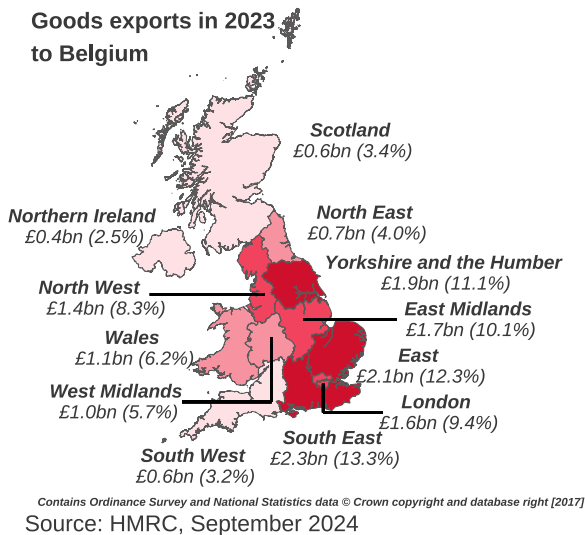 Goods exports in 2023
to Belgium
Scotland
£0.6bn (3.4%)
Northern Ireland
£0.4bn (2.5%)
North East
£0.7bn (4.0%)
Yorkshire and the Humber
£1.9bn (11.1%)
North West
£1.4bn (8.3%)
East Midlands
£1.7bn (10.1%)
Wales
£1.1bn (6.2%)
East
£2.1bn (12.3%)
West Midlands
£1.0bn (5.7%)
London
£1.6bn (9.4%)
South East
£2.3bn (13.3%)
South West
£0.6bn (3.2%)
Contains Ordinance Survey and National Statistics data © Crown copyright and database right [2017]
Source: HMRC, September 2024